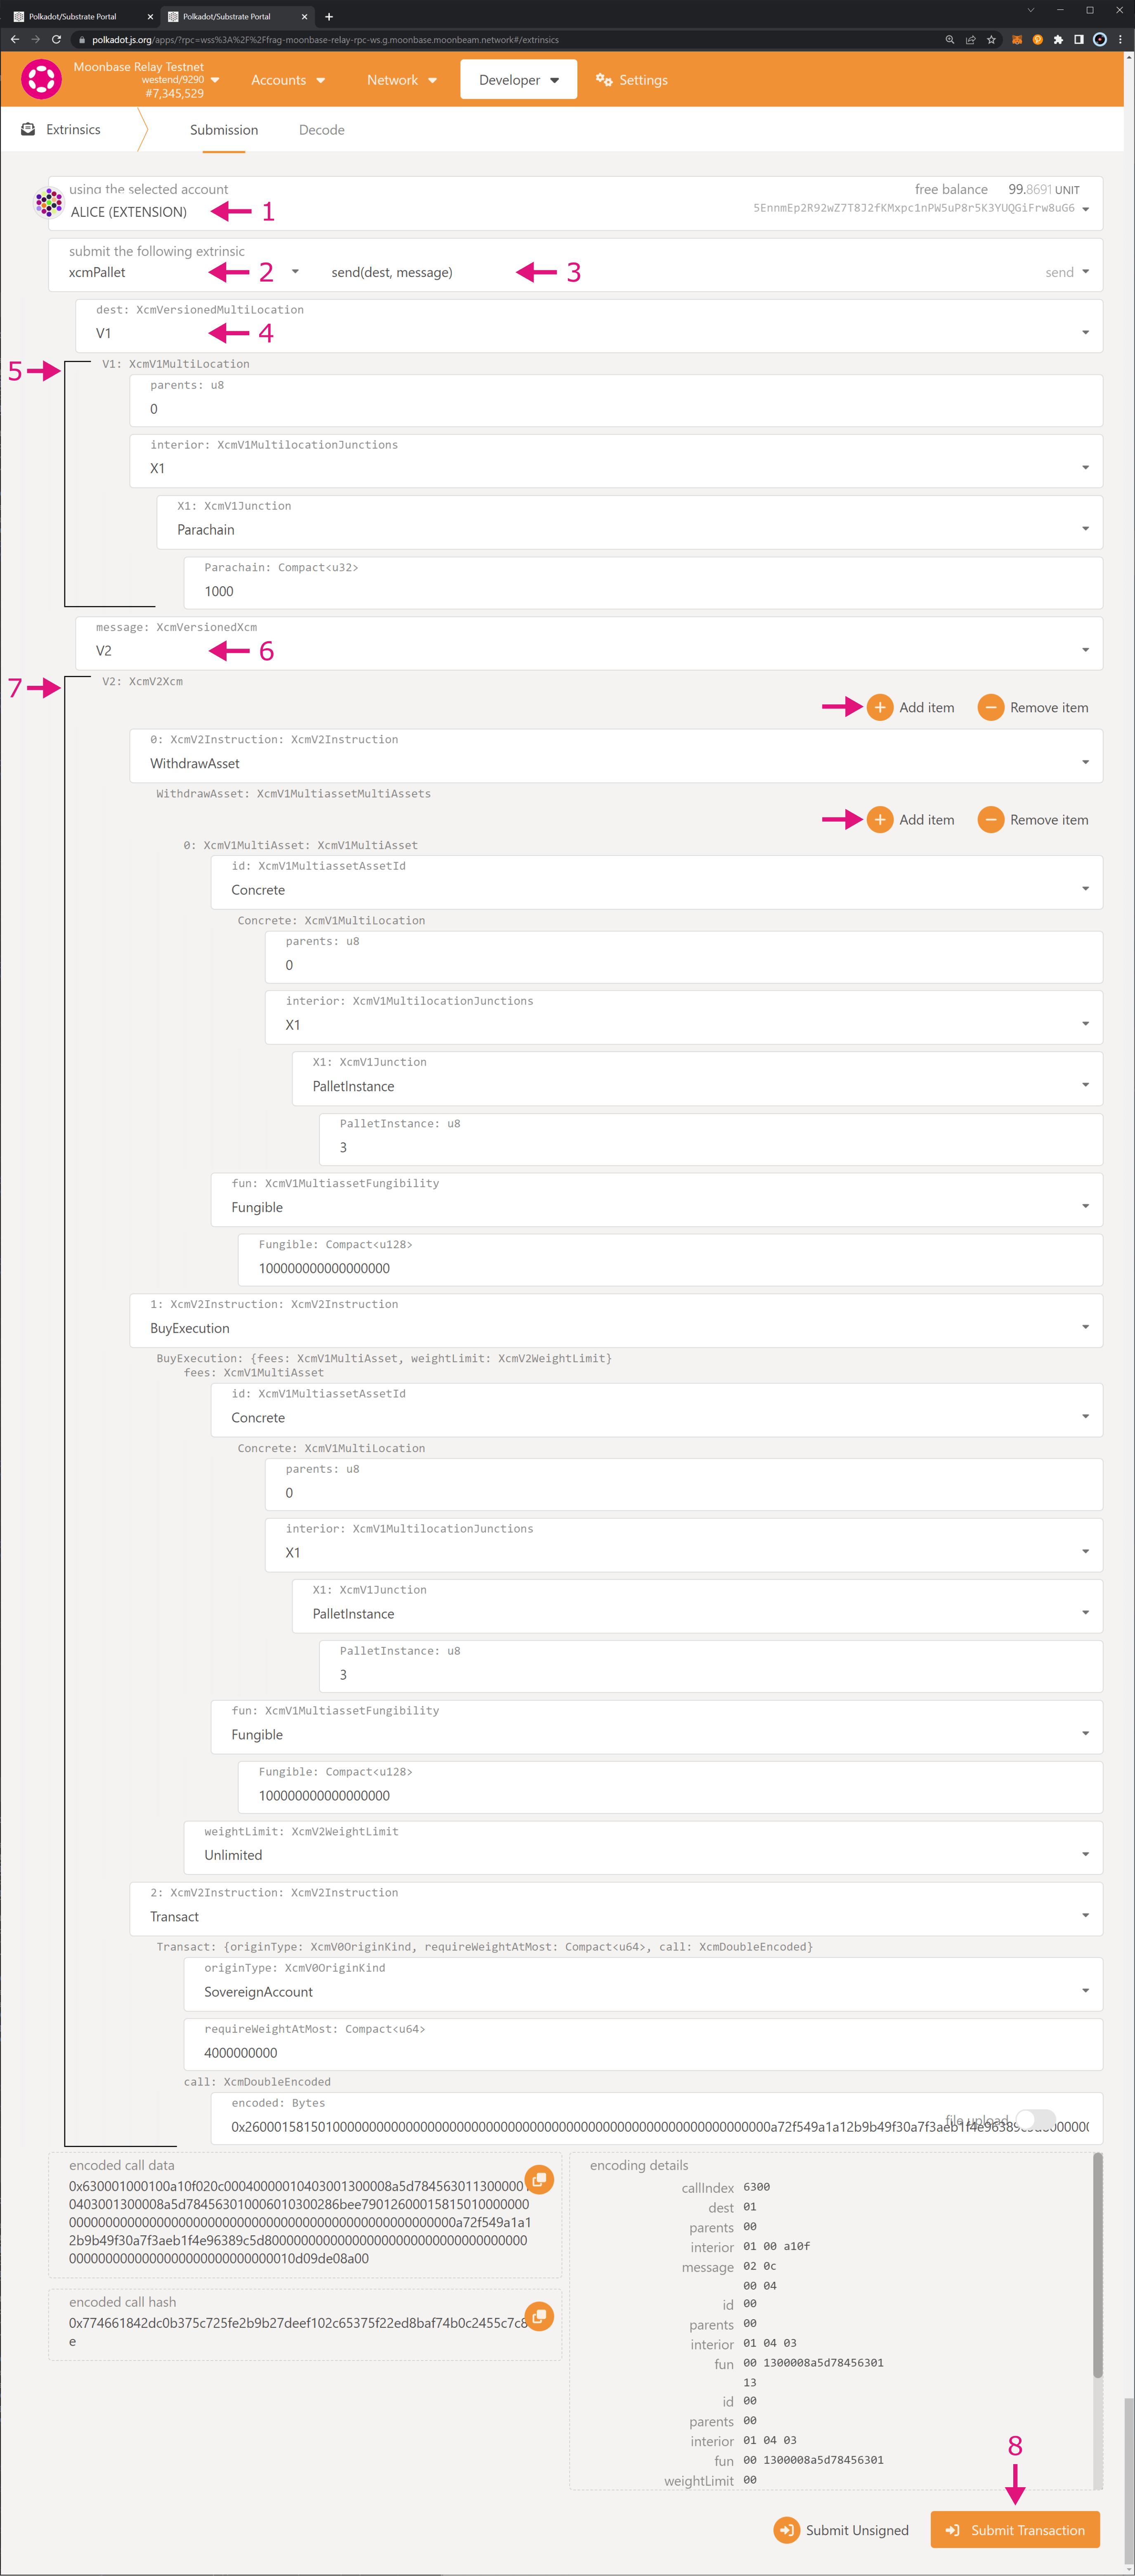 Polkadot/Substrate Portal
Polkadot/Substrate Portal
polkadot.js.org/apps/?rpc=wss%3A%2F%2Ffrag-moonbase-relay-rpc-ws.g.moonbase.moonbeam.network#/extrinsics
Moonbase Relay Testnet
westend/9290
#7,345,529
Accounts
Network
Developer
Settings
Extrinsics
Submission
Decode
using the selected account
free balance 99.8691 UNIT
ALICE (EXTENSION)
1
5EnnmEp2R92wZ7T8J2fKMxpc1nPW5uP8r5K3YUQGiFrw8uG6
submit the following extrinsic
xcmPallet
2
send(dest, message)
3
send
dest: XcmVersionedMultiLocation
V1
4
5
V1: XcmV1MultiLocation
parents: u8
0
interior: XcmV1MultilocationJunctions
X1
X1: XcmV1Junction
Parachain
Parachain: Compact<u32>
1000
message: XcmVersionedXcm
V2
6
7
V2: XcmV2Xcm
Add item
Remove item
0: XcmV2Instruction: XcmV2Instruction
WithdrawAsset
WithdrawAsset: XcmV1MultiassetMultiAssets
Add item
Remove item
0: XcmV1MultiAsset: XcmV1MultiAsset
id: XcmV1MultiassetAssetId
Concrete
Concrete: XcmV1MultiLocation
parents: u8
0
interior: XcmV1MultilocationJunctions
X1
X1: XcmV1Junction
PalletInstance
PalletInstance: u8
3
fun: XcmV1MultiassetFungibility
Fungible
Fungible: Compact<u128>
100000000000000000
1: XcmV2Instruction: XcmV2Instruction
BuyExecution
BuyExecution: {fees: XcmV1MultiAsset, weightLimit: XcmV2WeightLimit}
fees: XcmV1MultiAsset
id: XcmV1MultiassetAssetId
Concrete
Concrete: XcmV1MultiLocation
parents: u8
0
interior: XcmV1MultilocationJunctions
X1
X1: XcmV1Junction
PalletInstance
PalletInstance: u8
3
fun: XcmV1MultiassetFungibility
Fungible
Fungible: Compact<u128>
100000000000000000
weightLimit: XcmV2WeightLimit
Unlimited
2: XcmV2Instruction: XcmV2Instruction
Transact
Transact: {originType: XcmV0OriginKind, requireWeightAtMost: Compact<u64>, call: XcmDoubleEncoded}
originType: XcmV0OriginKind
SovereignAccount
requireWeightAtMost: Compact<u64>
4000000000
call: XcmDoubleEncoded
encoded: Bytes
file upload
encoded call data
encoding details
callIndex 6300
dest 01
parents 00
interior 01 00 a10f
message 02 0c
00 04
id 00
parents 00
interior 01 04 03
fun 00 1300008a5d78456301
13
id 00
parents 00
interior 01 04 03
fun 00 1300008a5d78456301
weightLimit 00
encoded call hash
0x774661842dc0b375c725fe2b9b27deef102c65375f22ed8baf74b0c2455c7c8
e
8
Submit Unsigned
Submit Transaction